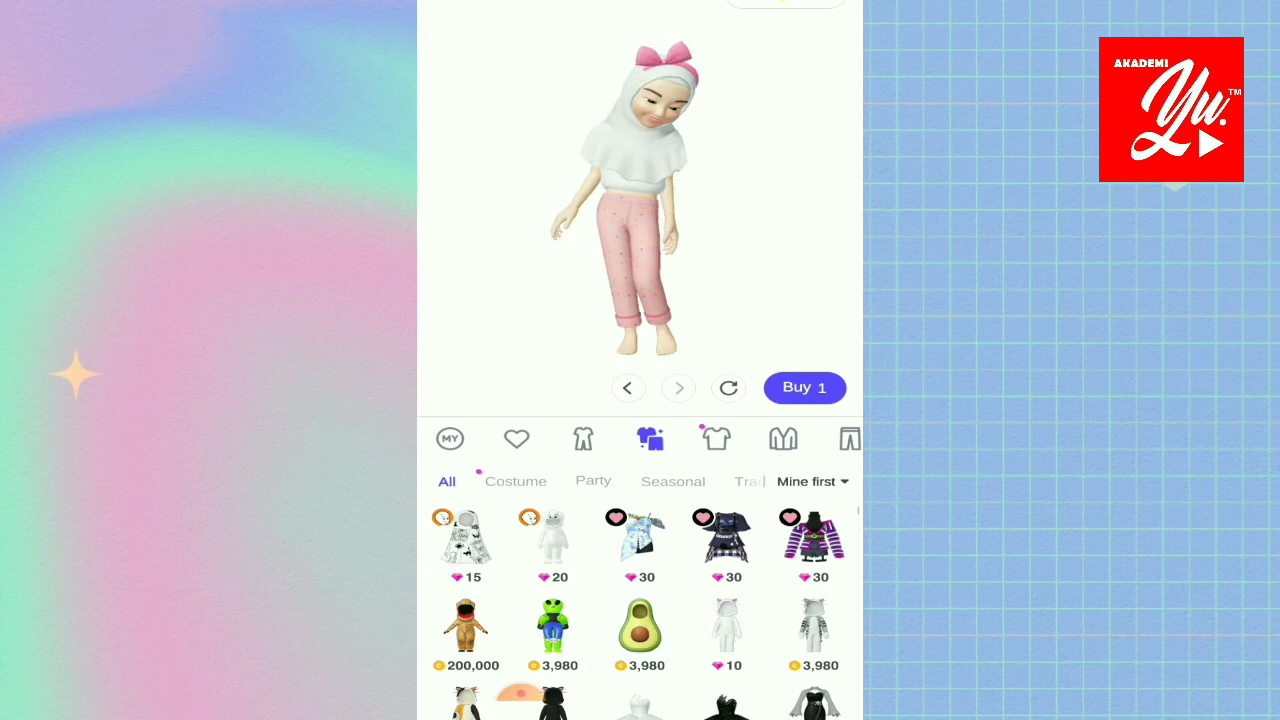 AKADEMI
Yu.
TM
Buy 1
MY
All
Costume
Party
Seasonal
Mine first
15
20
30
30
30
200,000
3,980
3,980
10
3,980